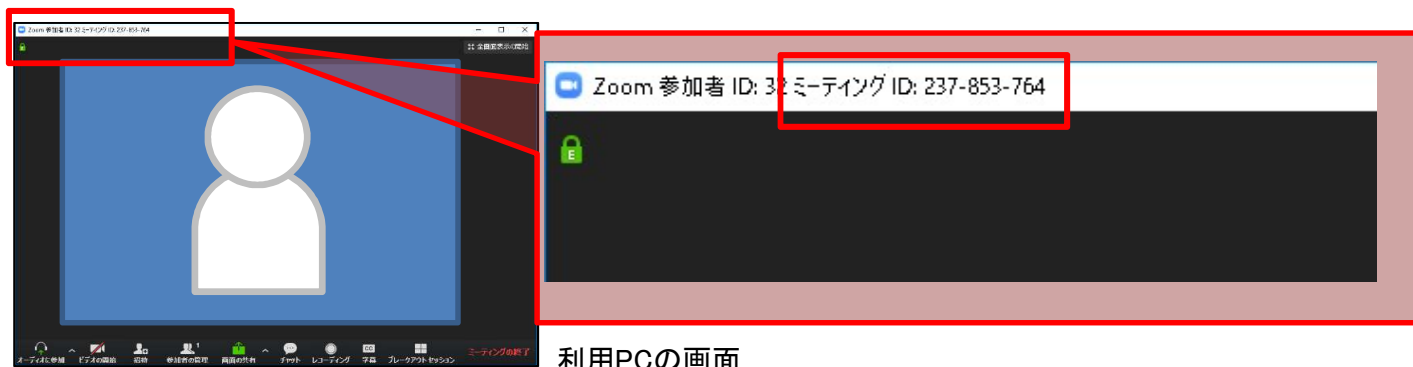 Zoom 参加者 ID: 32 ミーティング ID: 237-853-764
全画面表示の開始
Zoom 参加者 ID: 32 ミーティング ID: 237-853-764
E
オーディオに参加 ビデオの開始 招待 参加者の管理 1 画面の共有 チャット レコーディング CC 字幕 ブレークアウト セッション ミーティングの終了
利用PCの画面